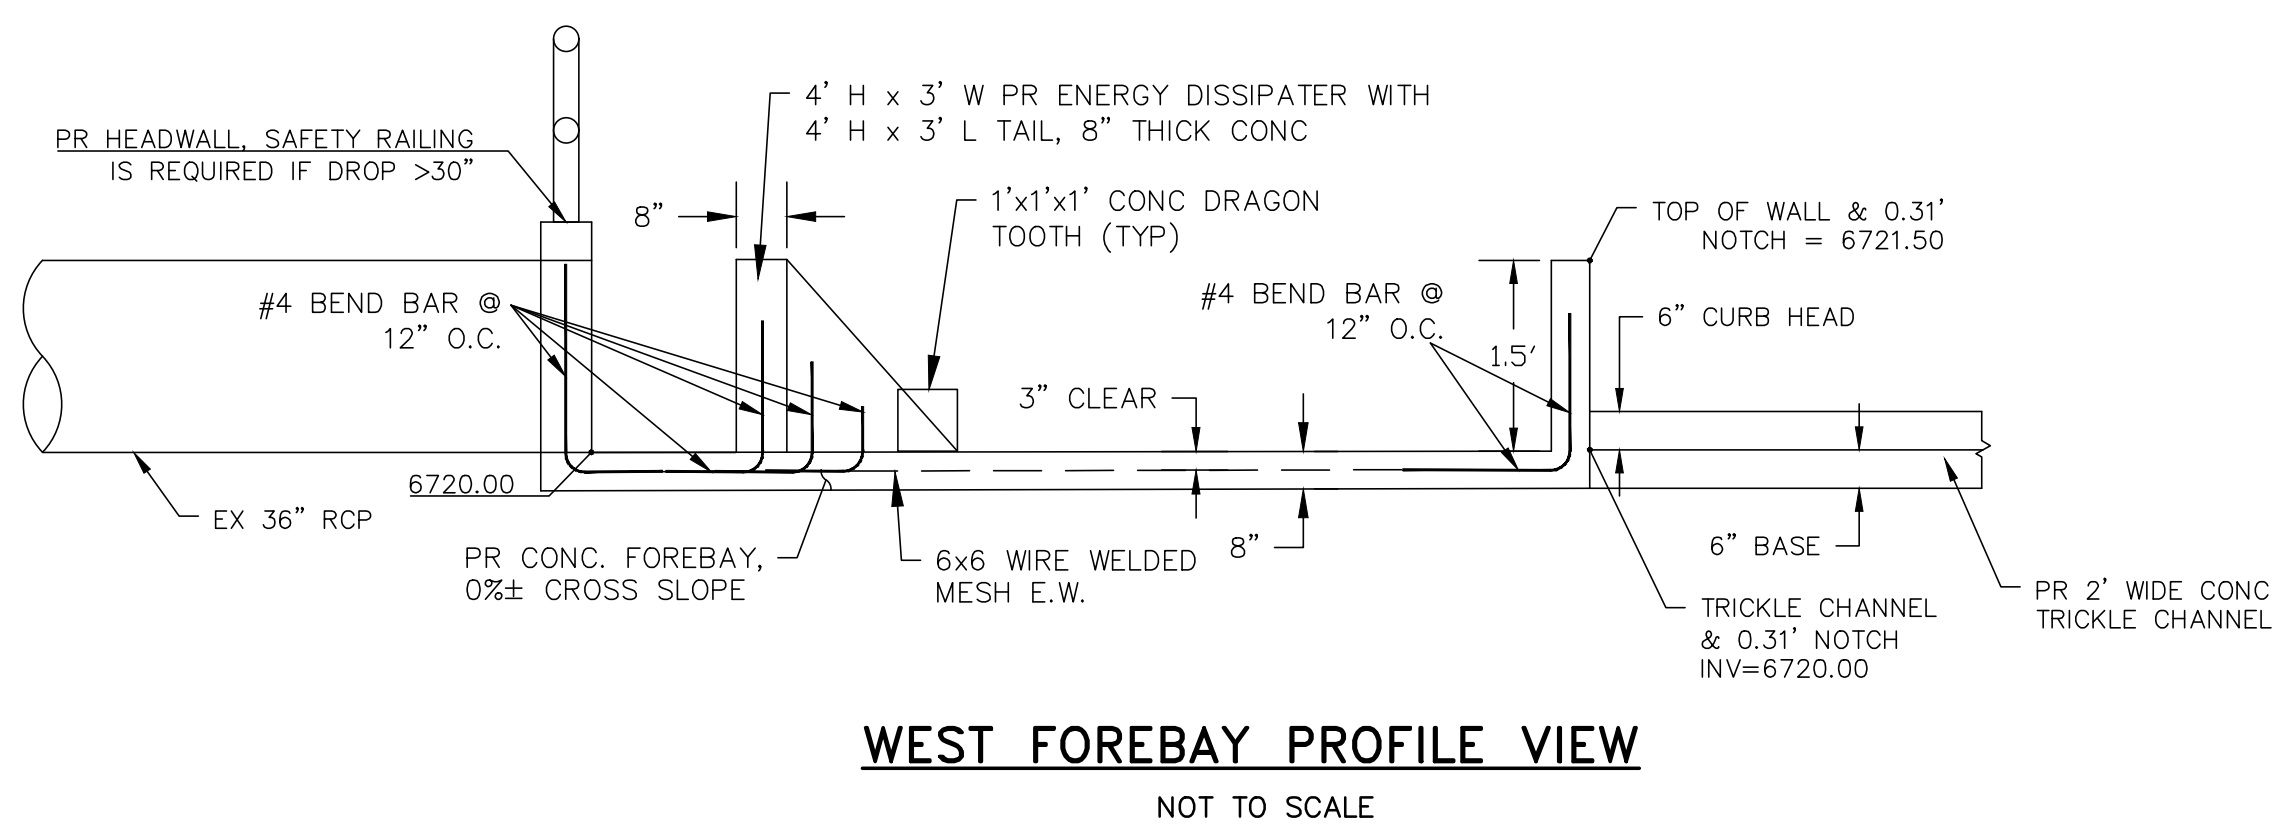 4' H x 3' W PR ENERGY DISSIPATER WITH
4' H x 3' L TAIL, 8" THICK CONC
PR HEADWALL, SAFETY RAILING
IS REQUIRED IF DROP >30"
8"
1'x1'x1' CONC DRAGON
TOOTH (TYP)
TOP OF WALL & 0.31'
NOTCH = 6721.50
#4 BEND BAR @
12" O.C.
#4 BEND BAR @
12" O.C.
1.5'
6" CURB HEAD
3" CLEAR
6720.00
EX 36" RCP
PR CONC. FOREBAY,
0%± CROSS SLOPE
6x6 WIRE WELDED
MESH E.W.
8"
6" BASE
TRICKLE CHANNEL
& 0.31' NOTCH
INV=6720.00
PR 2' WIDE CONC
TRICKLE CHANNEL
WEST FOREBAY PROFILE VIEW
NOT TO SCALE